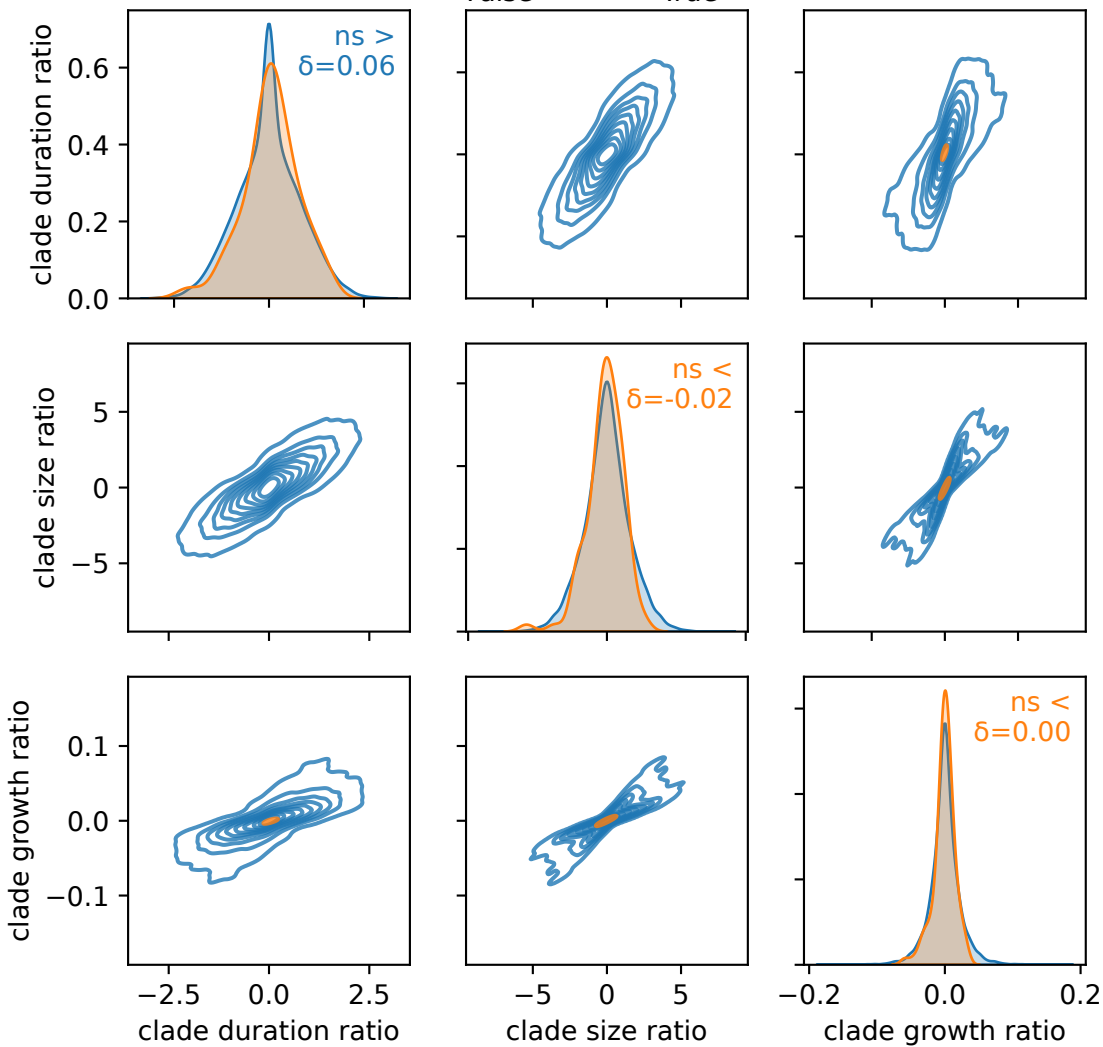 clade duration ratio
0.6
0.4
0.2
0.0
ns >
δ=0.06
clade size ratio
5
0
−5
ns <
δ=-0.02
clade growth ratio
0.1
0.0
−0.1
ns <
δ=0.00
−2.5 0.0 2.5
clade duration ratio
−5 0 5
clade size ratio
−0.2 0.0 0.2
clade growth ratio